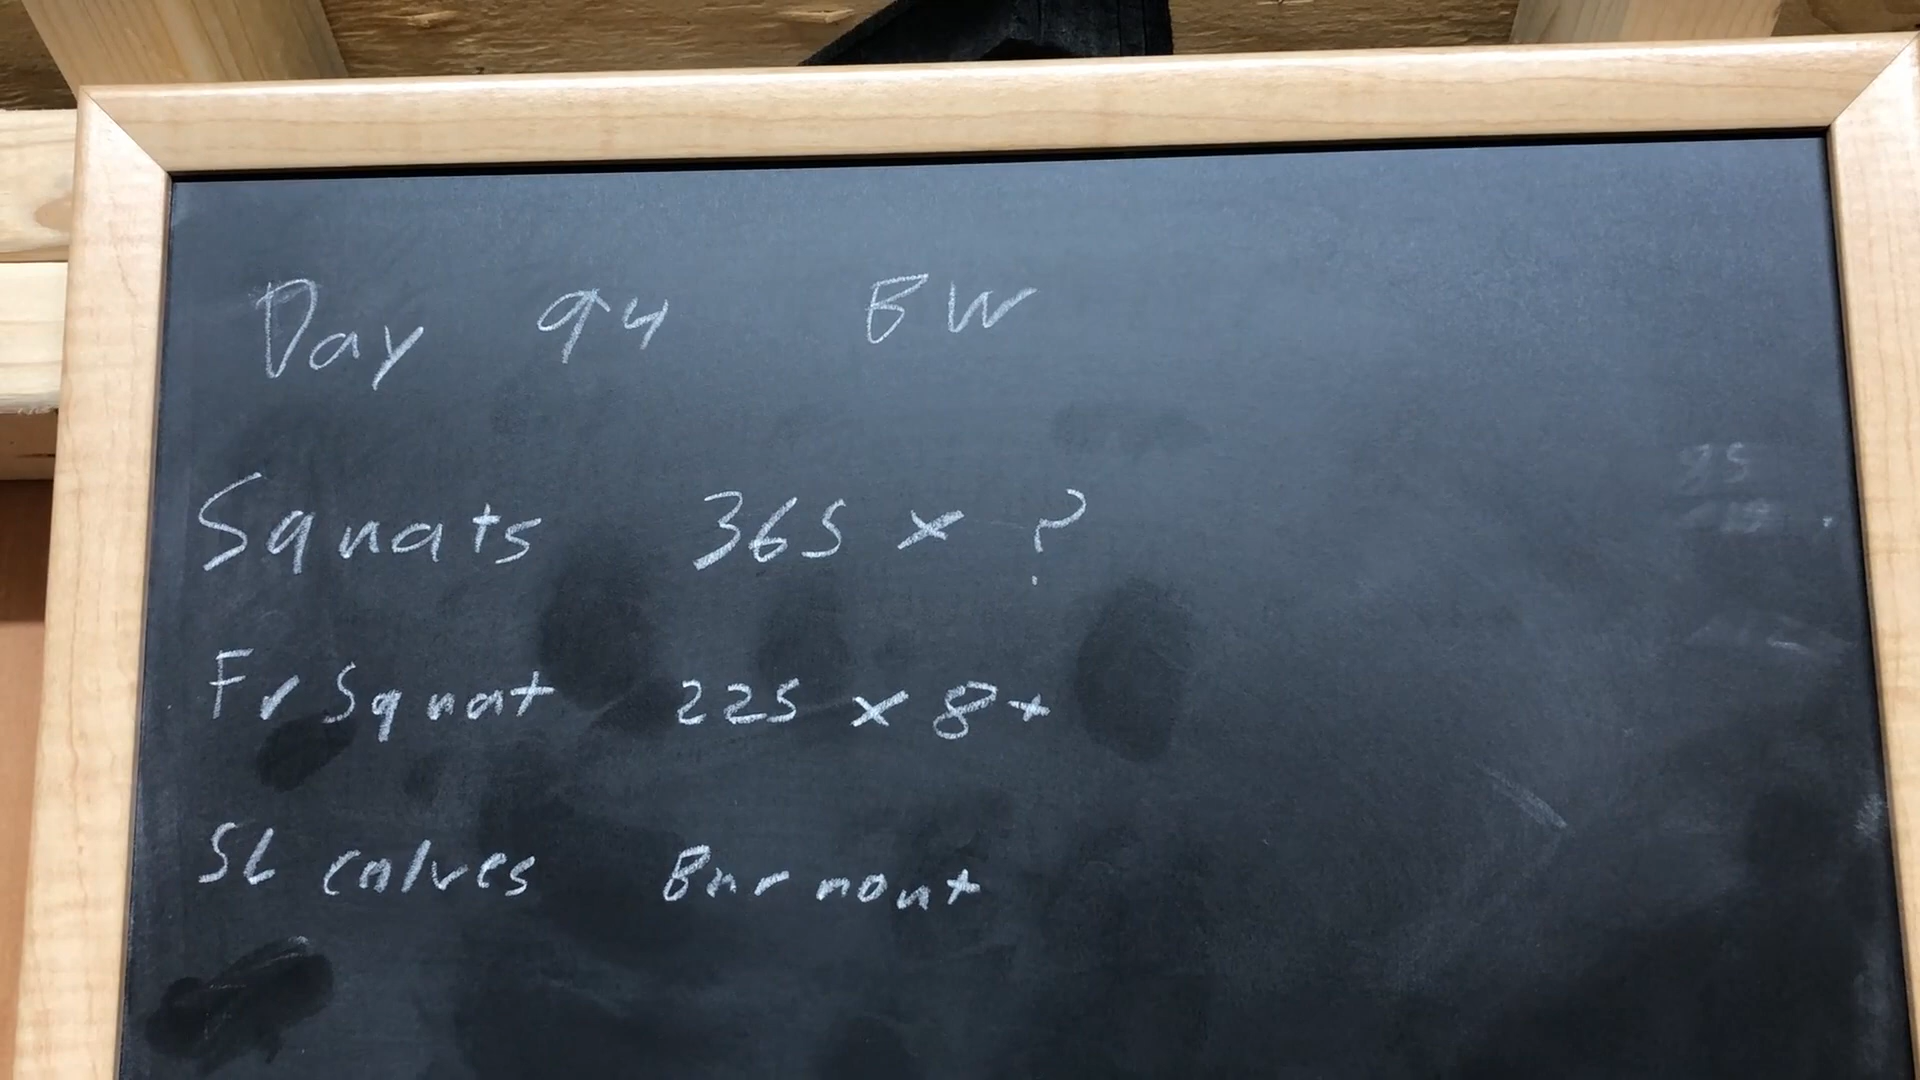 Day 94 BW
Squats 365 x ?
Fr Squat 225 x 8+
SL calves Burnout